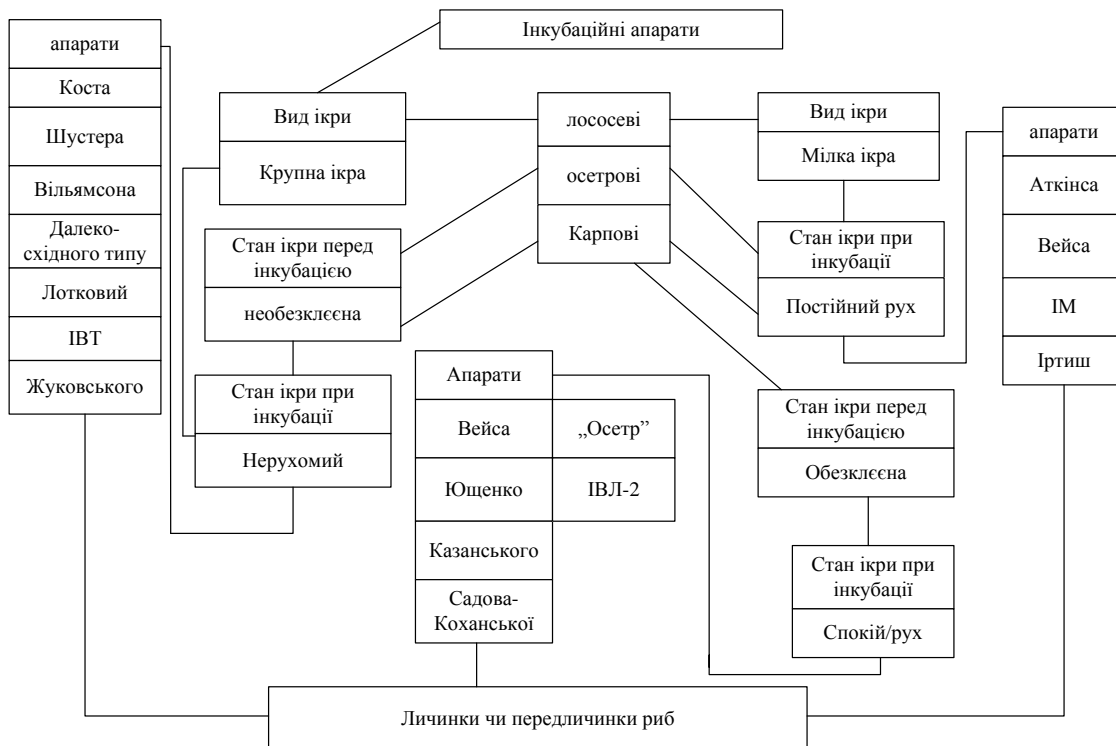 Інкубаційні апарати
апарати
Коста
Шустера
Вільямсона
Далеко-
східного типу
Лотковий
ІВТ
Жуковського
Вид ікри
Крупна ікра
Стан ікри перед
інкубацією
необезклєєна
Стан ікри при
інкубації
Нерухомий
лососеві
осетрові
Карпові
Апарати
Вейса
„Осетр”
Ющенко
ІВЛ-2
Казанського
Садова-
Коханської
Вид ікри
Мілка ікра
Стан ікри при
інкубації
Постійний рух
Стан ікри перед
інкубацією
Обезклєєна
Стан ікри при
інкубації
Спокій/рух
апарати
Аткінса
Вейса
ІМ
Іртиш
Личинки чи передличинки риб